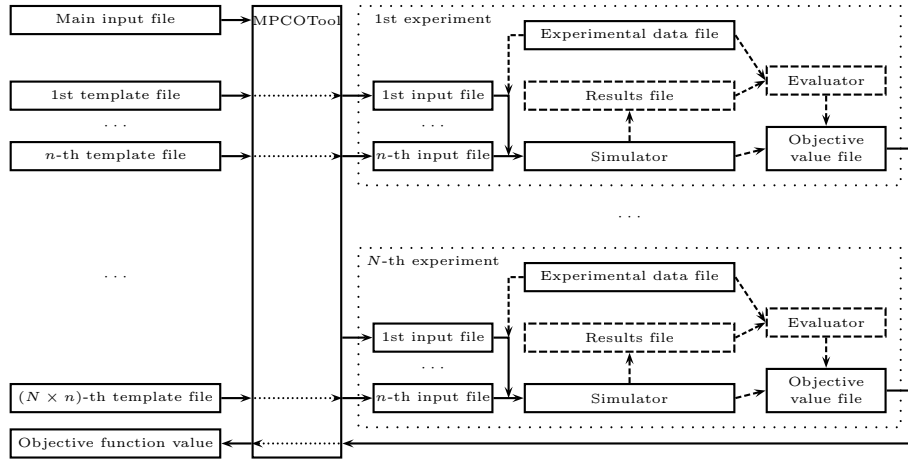 Main input file
MPCOTool
1st experiment
Experimental data file
1st template file
1st input file
Results file
Evaluator
. . .
. . .
n-th template file
n-th input file
Simulator
Objective
value file
. . .
. . .
N-th experiment
Experimental data file
1st input file
Results file
Evaluator
. . .
(N × n)-th template file
n-th input file
Simulator
Objective
value file
Objective function value